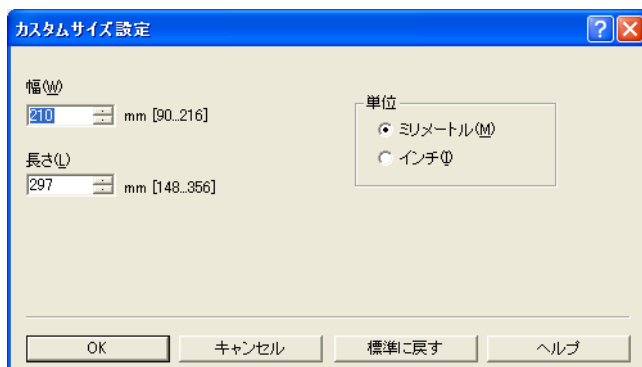 カスタムサイズ設定
幅(W)
210 mm [90...216]
長さ(L)
297 mm [148...356]
単位
ミリメートル(M)
インチ(I)
OK キャンセル 標準に戻す ヘルプ